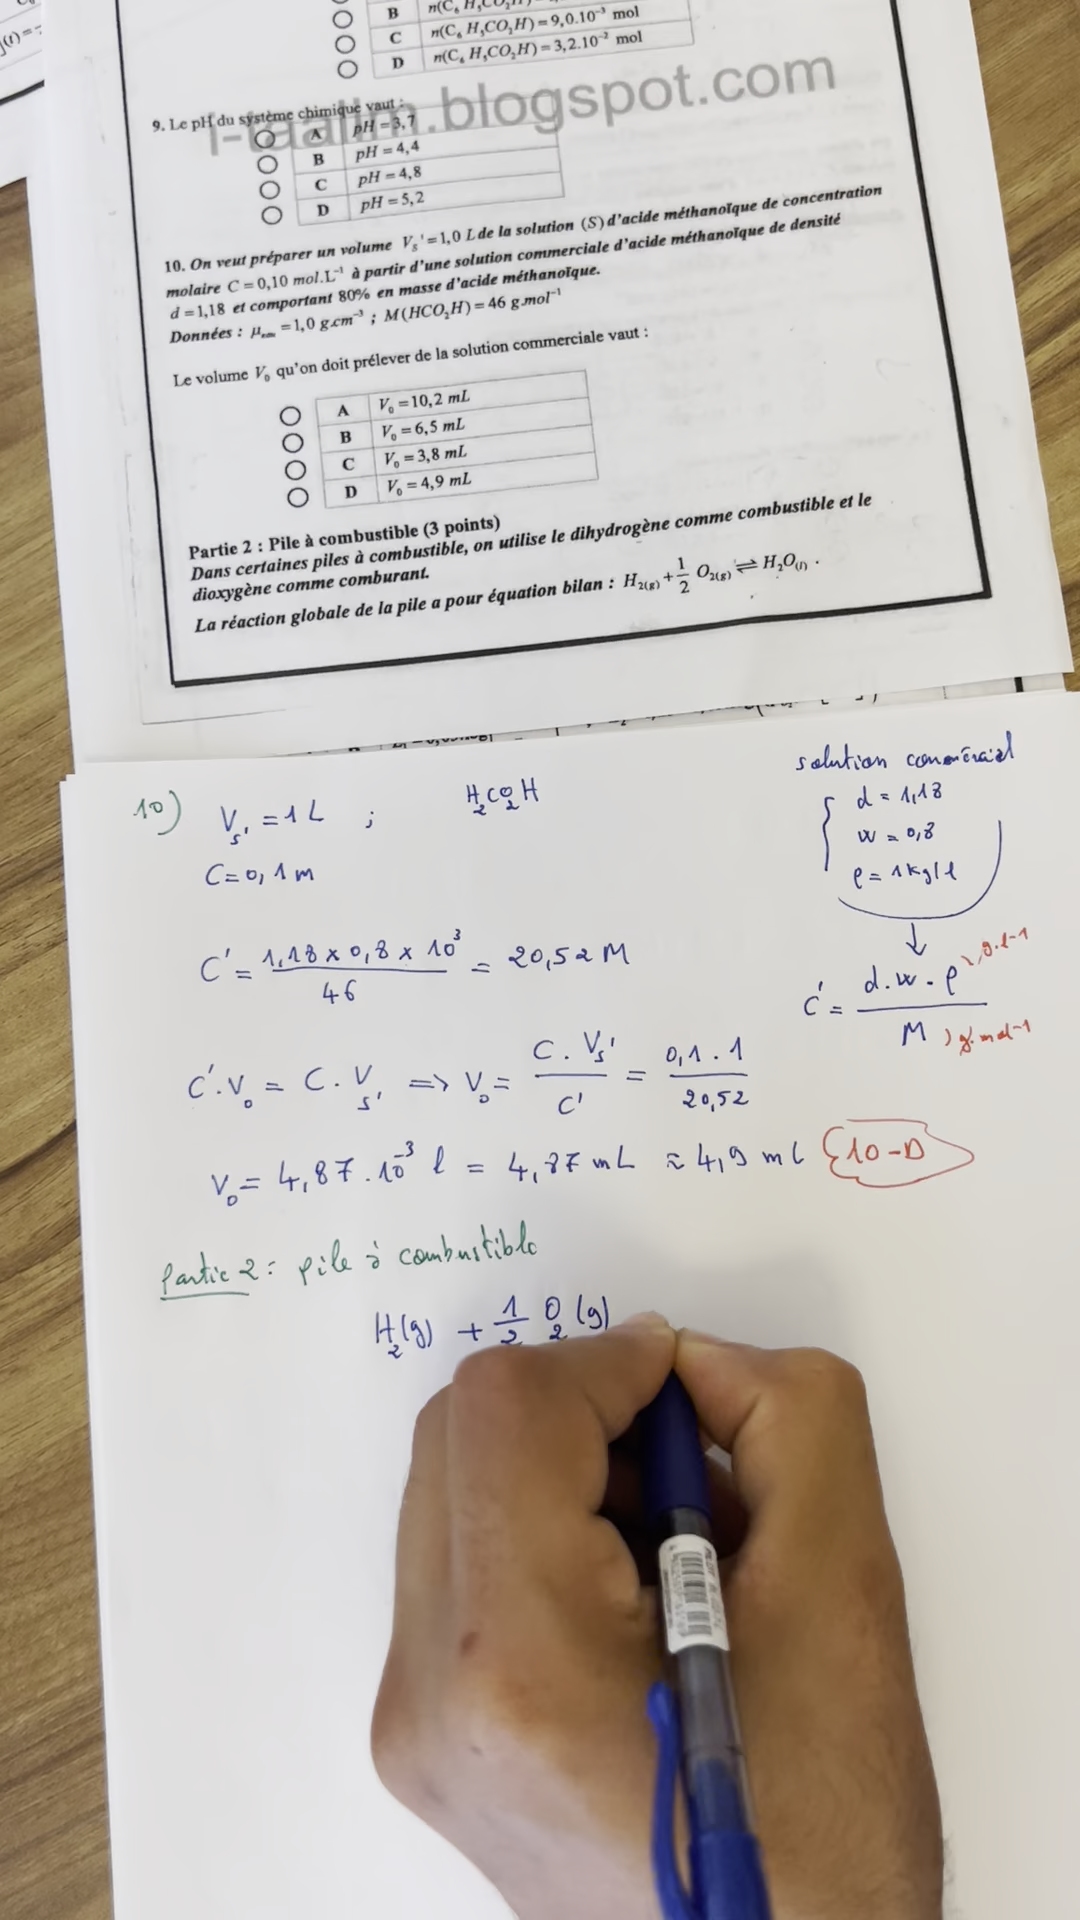 B
C n(C₆H₅CO₂H) = 9,0.10⁻³ mol
D n(C₆H₅CO₂H) = 3,2.10⁻² mol
i-taalim.blogspot.com
9. Le pH du système chimique vaut :
A pH = 3,7
B pH = 4,4
C pH = 4,8
D pH = 5,2
10. On veut préparer un volume Vₛ' = 1,0 L de la solution (S) d'acide méthanoïque de concentration
molaire C = 0,10 mol.L⁻¹ à partir d'une solution commerciale d'acide méthanoïque de densité
d = 1,18 et comportant 80% en masse d'acide méthanoïque.
Données : μₑₐᵤ = 1,0 g.cm⁻³ ; M(HCO₂H) = 46 g.mol⁻¹
Le volume V₀ qu'on doit prélever de la solution commerciale vaut :
A V₀ = 10,2 mL
B V₀ = 6,5 mL
C V₀ = 3,8 mL
D V₀ = 4,9 mL
Partie 2 : Pile à combustible (3 points)
Dans certaines piles à combustible, on utilise le dihydrogène comme combustible et le
dioxygène comme comburant.
La réaction globale de la pile a pour équation bilan : H₂(g) + 1/2 O₂(g) ⇌ H₂O(l) .
solution commercial
d = 1,18
w = 0,8
ρ = 1 kg/l
C' = d.w.ρ / M
g.l-1
g.mol-1
10) Vₛ' = 1 L ; H₂CO₂H
C = 0,1 m
C' = 1,18 x 0,8 x 10³ / 46 = 20,52 M
C'.V₀ = C.Vₛ' => V₀ = C.Vₛ' / C' = 0,1 . 1 / 20,52
V₀ = 4,87.10⁻³ l = 4,87 mL ≈ 4,9 mL 10-D
Partie 2 : pile à combustible
H₂(g) + 1/2 O₂(g)